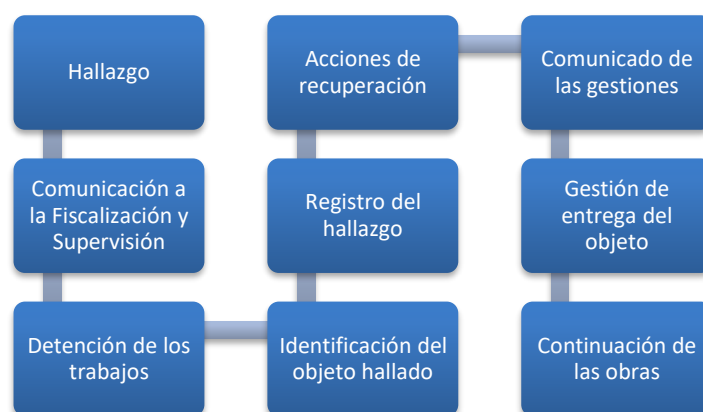 Hallazgo
Comunicación a
la Fiscalización y
Supervisión
Detención de los
trabajos
Identificación del
objeto hallado
Registro del
hallazgo
Acciones de
recuperación
Comunicado de
las gestiones
Gestión de
entrega del
objeto
Continuación de
las obras